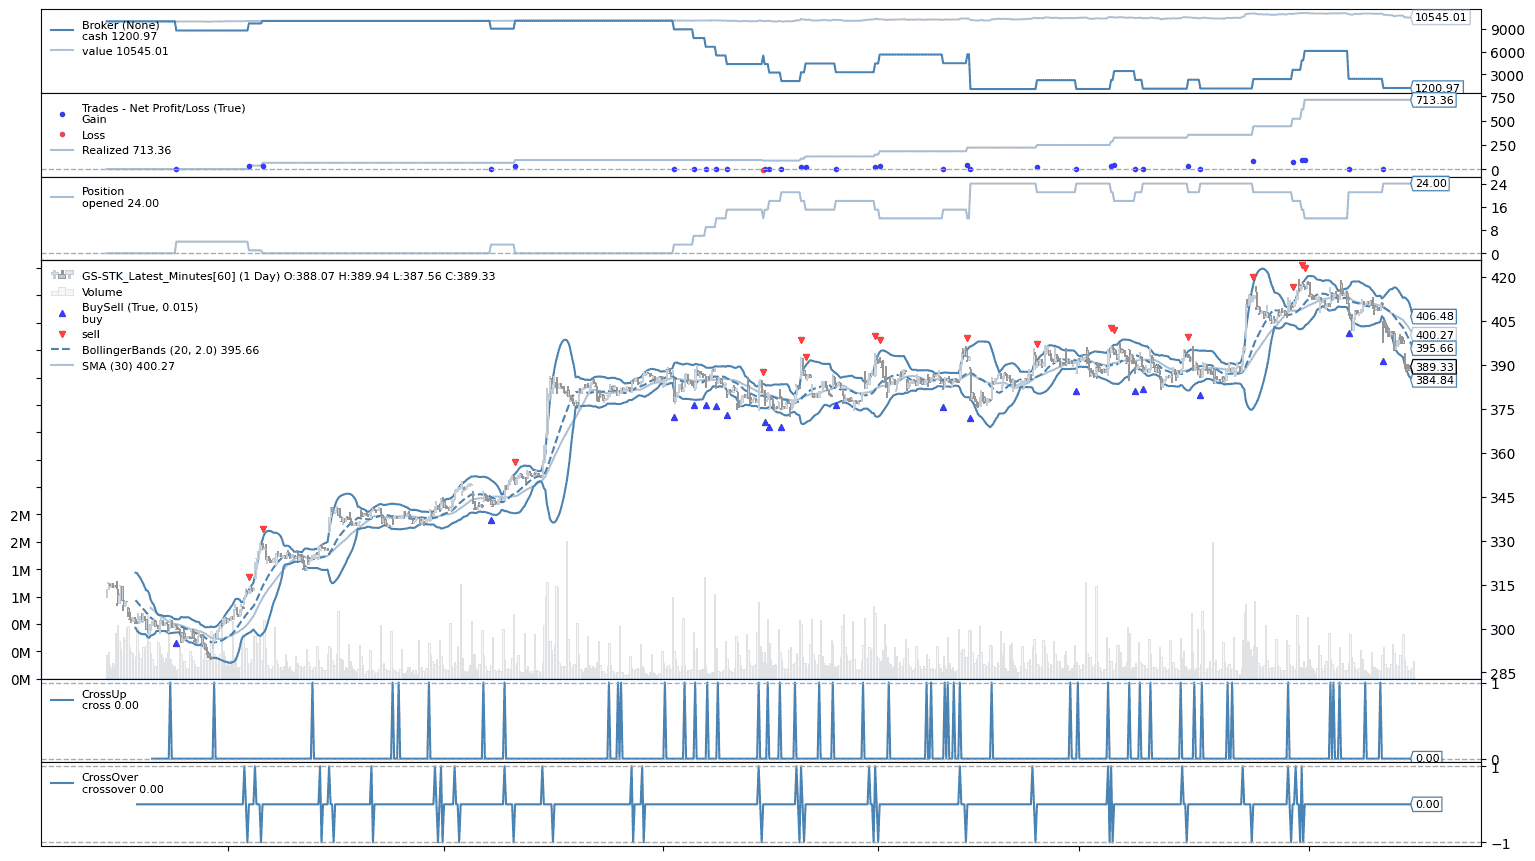 Broker (None)
cash 1200.97
value 10545.01
10545.01
9000
6000
3000
1200.97
Trades - Net Profit/Loss (True)
Gain
Loss
Realized 713.36
750
713.36
500
250
0
Position
opened 24.00
24.00
24
16
8
0
GS-STK_Latest_Minutes[60] (1 Day) O:388.07 H:389.94 L:387.56 C:389.33
Volume
BuySell (True, 0.015)
buy
sell
BollingerBands (20, 2.0) 395.66
SMA (30) 400.27
420
406.48
405
400.27
395.66
390
389.33
384.84
375
360
345
330
315
300
285
2M
2M
1M
1M
0M
0M
0M
CrossUp
cross 0.00
1
0.00
0
CrossOver
crossover 0.00
1
0.00
−1